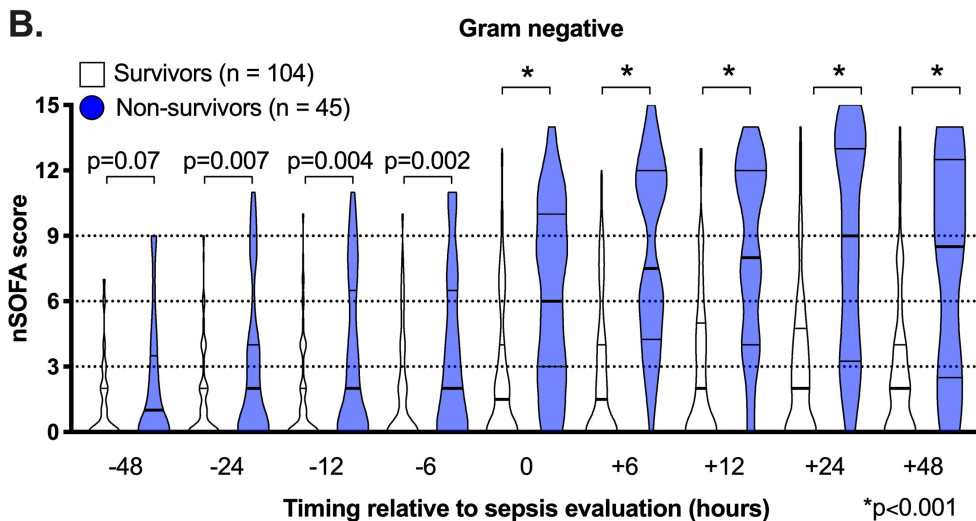 B.
Gram negative
Survivors (n = 104)
Non-survivors (n = 45)
* * * * *
p=0.07 p=0.007 p=0.004 p=0.002
15
12
9
6
3
0
nSOFA score
-48 -24 -12 -6 0 +6 +12 +24 +48
Timing relative to sepsis evaluation (hours)
*p<0.001